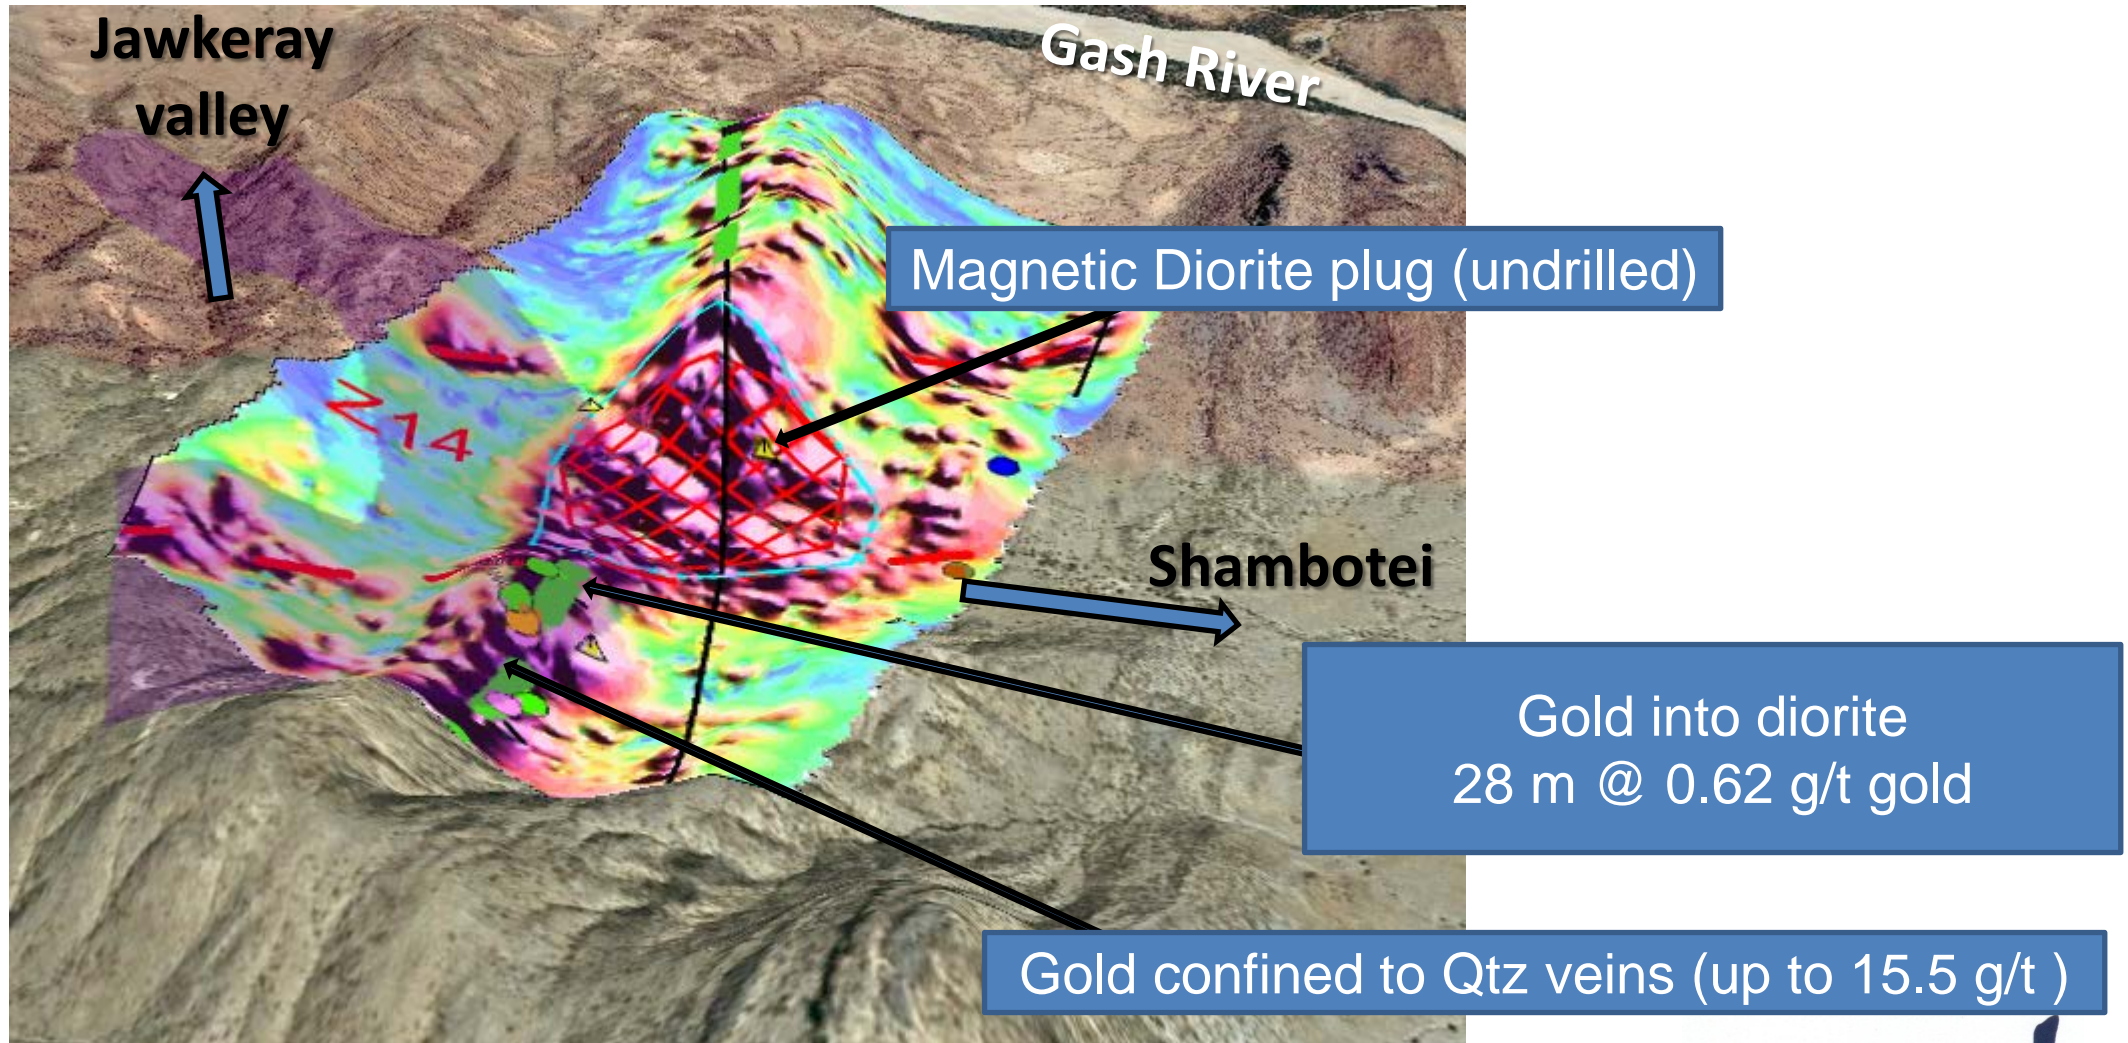 Jawkeray
valley
Gash River
Magnetic Diorite plug (undrilled)
Z14
Shambotei
Gold into diorite
28 m @ 0.62 g/t gold
Gold confined to Qtz veins (up to 15.5 g/t )